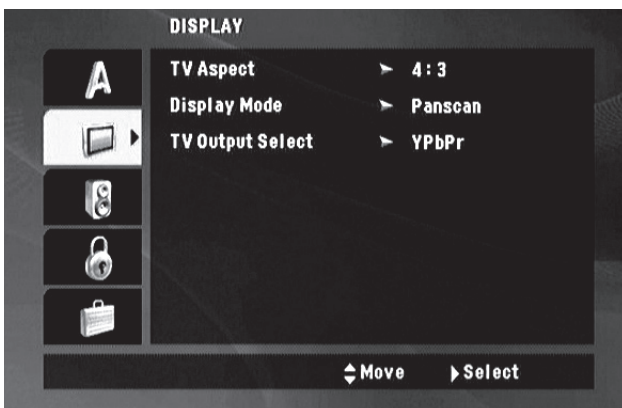 DISPLAY
A
TV Aspect ➤ 4:3
Display Mode ➤ Panscan
TV Output Select ➤ YPbPr
Move Select